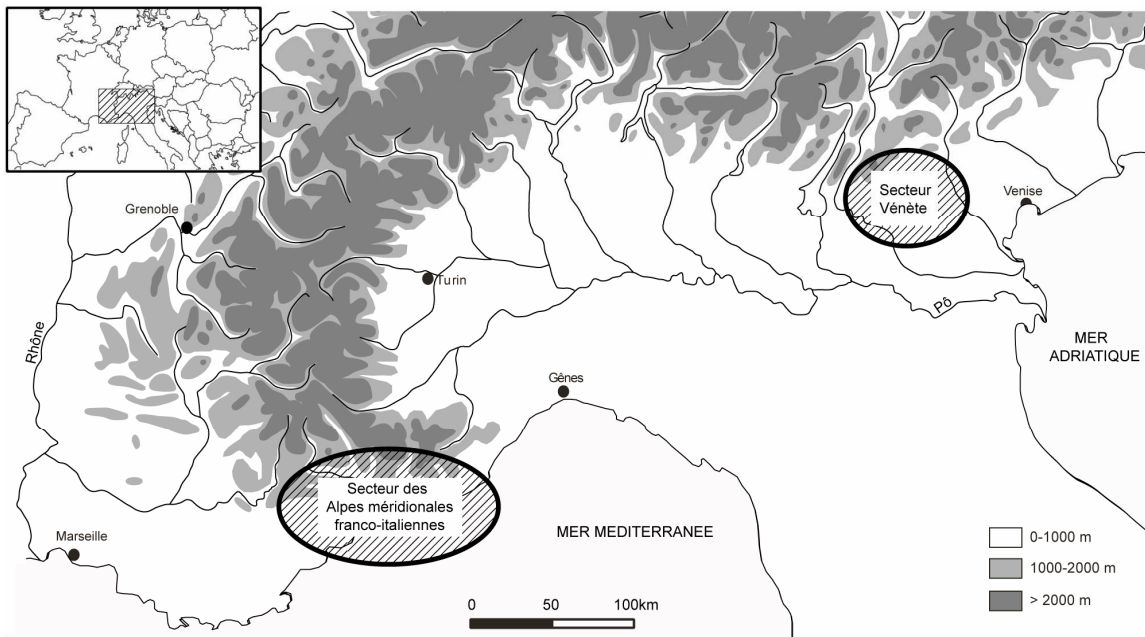 Grenoble
Turin
Rhône
Secteur
Vénète
Venise
Pô
MER
ADRIATIQUE
Gênes
Secteur des
Alpes méridionales
franco-italiennes
MER MEDITERRANEE
Marseille
0-1000 m
1000-2000 m
> 2000 m
0 50 100km